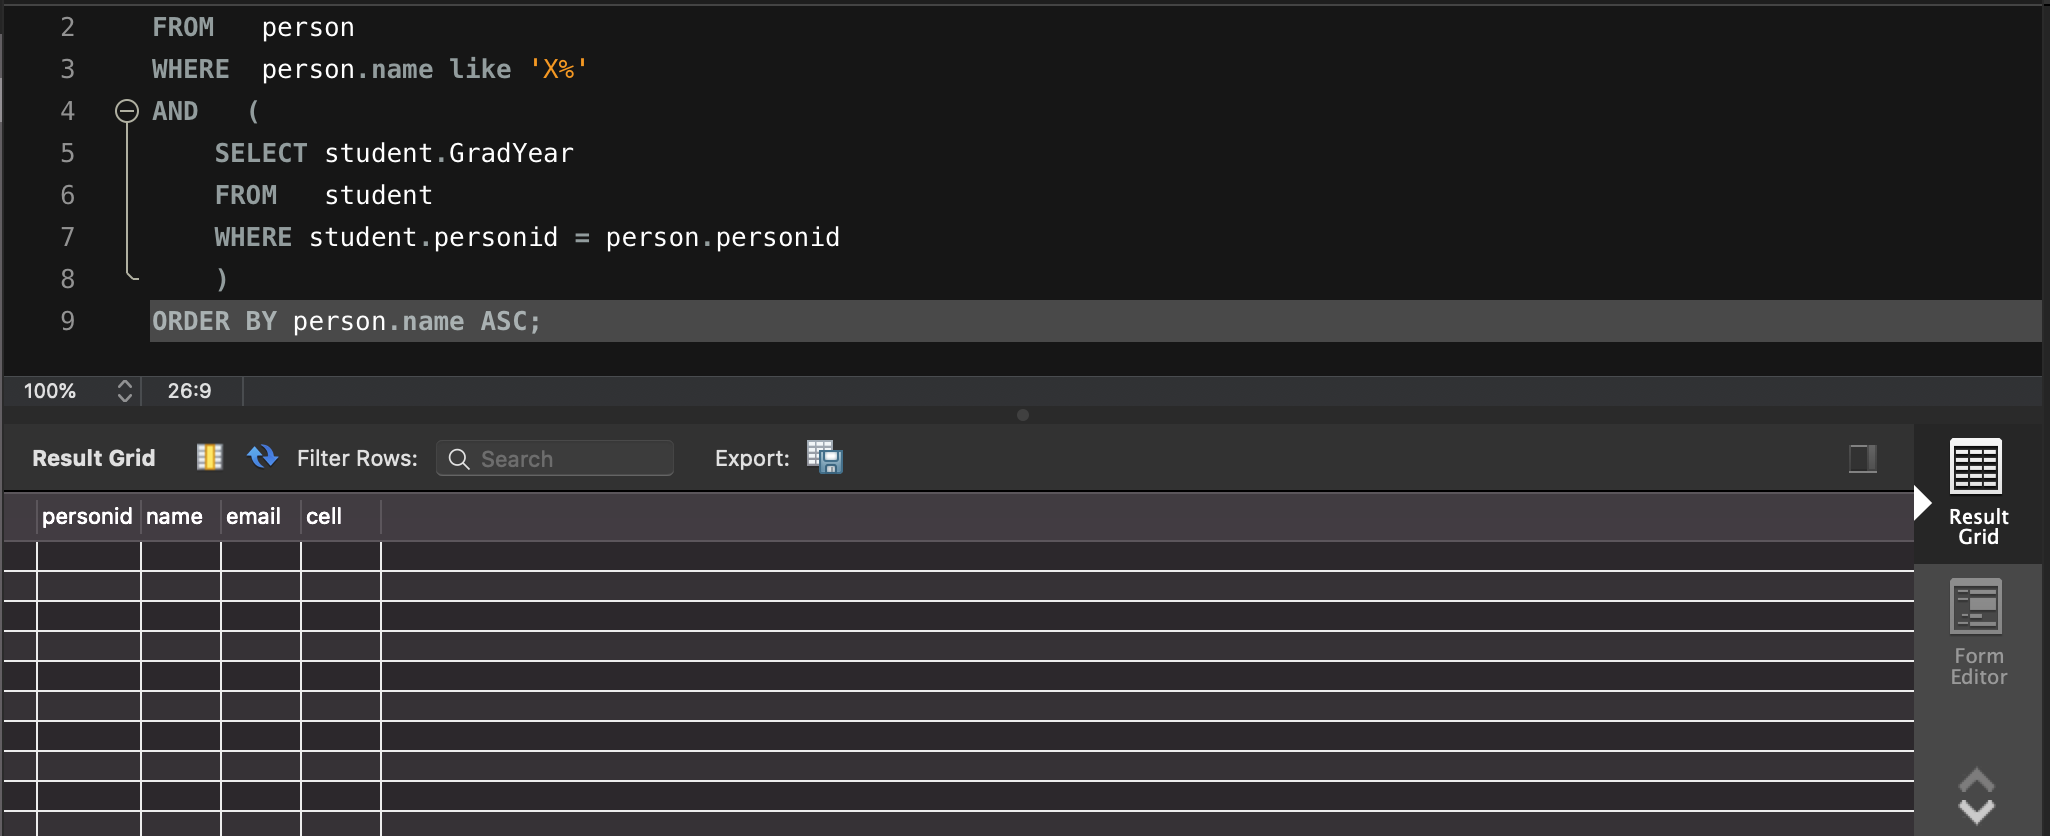 2 FROM person
3 WHERE person.name like 'X%'
4 AND (
5 SELECT student.GradYear
6 FROM student
7 WHERE student.personid = person.personid
8 )
9 ORDER BY person.name ASC;
100% 26:9
Result Grid Filter Rows: Search Export:
personid name email cell
Result
Grid
Form
Editor